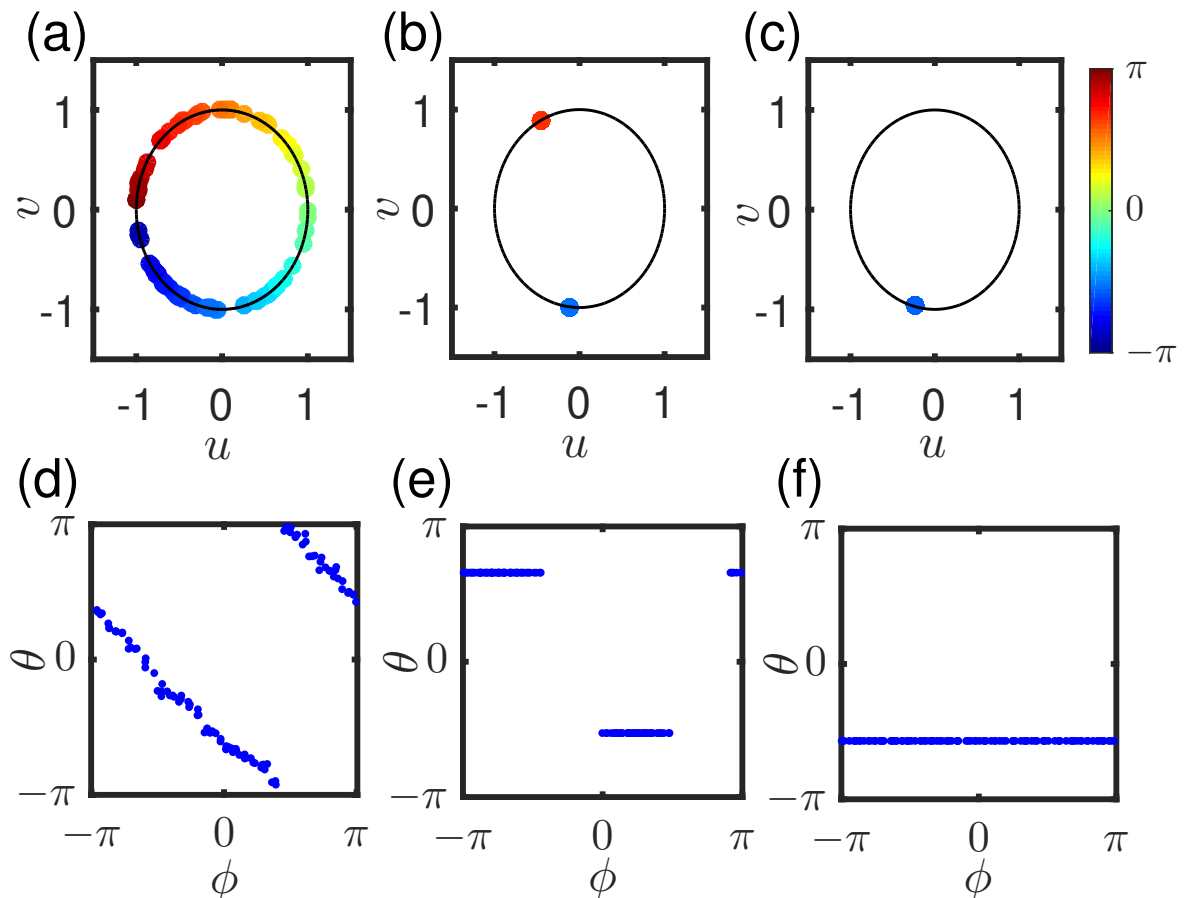 (a) (b) (c)
π
1 1 1
v 0 v 0 v 0 0
-1 -1 -1
−π
-1 0 1 -1 0 1 -1 0 1
u u u
(d) (e) (f)
π π π
θ 0 θ 0 θ 0
−π −π −π
−π 0 π −π 0 π −π 0 π
ϕ ϕ ϕ